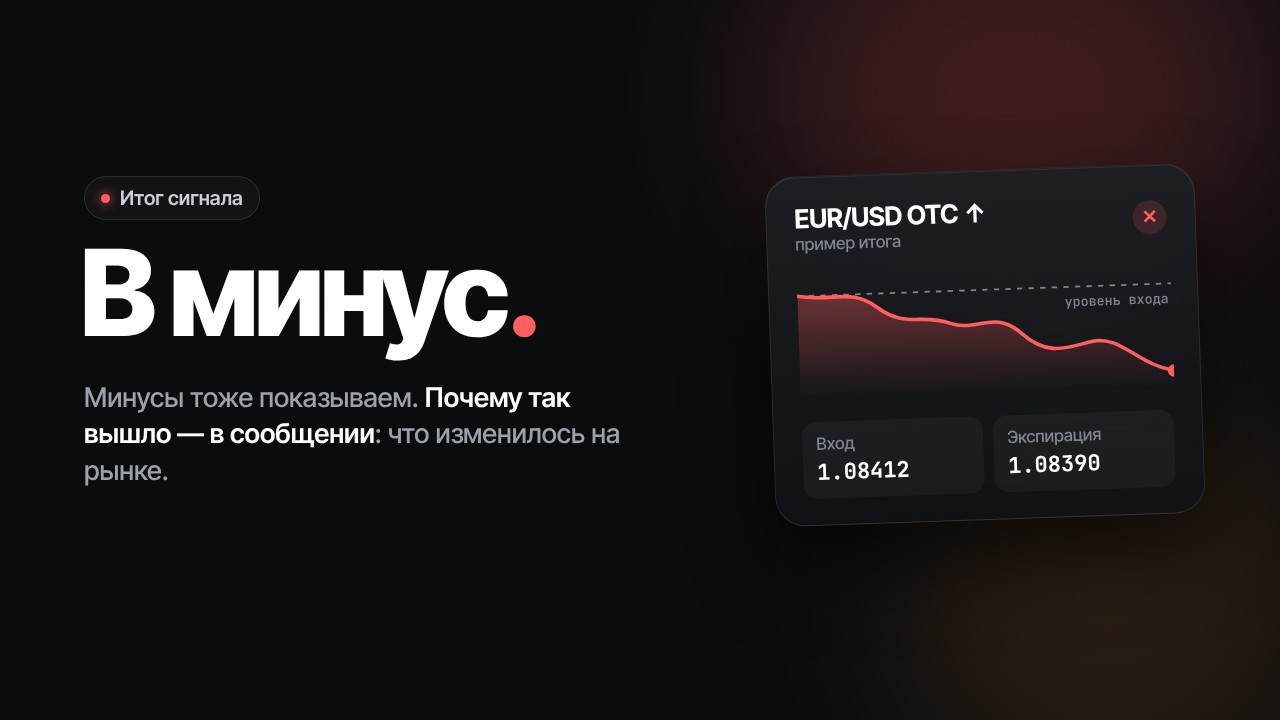 Итог сигнала
В минус.
Минусы тоже показываем. Почему так
вышло — в сообщении: что изменилось на
рынке.
EUR/USD OTC ↑
пример итога
уровень входа
Вход
1.08412
Экспирация
1.08390